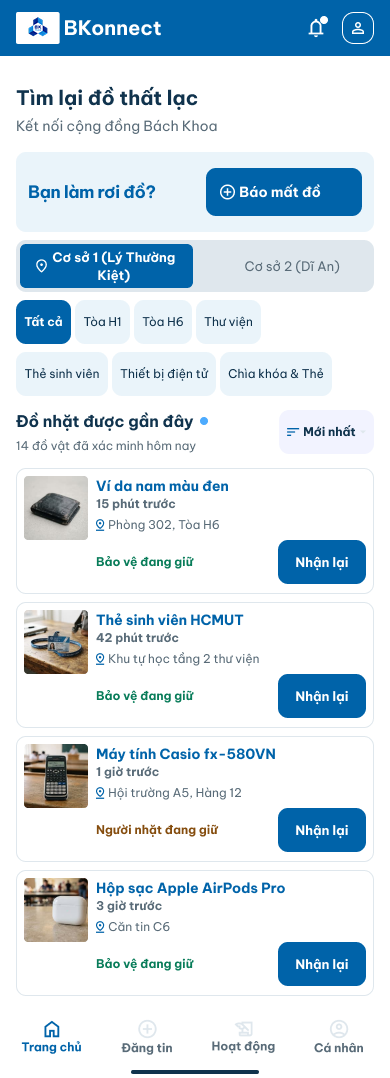 BKonnect
Tìm lại đồ thất lạc
Kết nối cộng đồng Bách Khoa
Bạn làm rơi đồ?
Báo mất đồ
Cơ sở 1 (Lý Thường
Kiệt)
Cơ sở 2 (Dĩ An)
Tất cả
Tòa H1
Tòa H6
Thư viện
Thẻ sinh viên
Thiết bị điện tử
Chìa khóa & Thẻ
Đồ nhặt được gần đây
14 đồ vật đã xác minh hôm nay
Mới nhất
Ví da nam màu đen
15 phút trước
Phòng 302, Tòa H6
Bảo vệ đang giữ
Nhận lại
Thẻ sinh viên HCMUT
42 phút trước
Khu tự học tầng 2 thư viện
Bảo vệ đang giữ
Nhận lại
Máy tính Casio fx-580VN
1 giờ trước
Hội trường A5, Hàng 12
Người nhặt đang giữ
Nhận lại
Hộp sạc Apple AirPods Pro
3 giờ trước
Căn tin C6
Bảo vệ đang giữ
Nhận lại
Trang chủ
Đăng tin
Hoạt động
Cá nhân